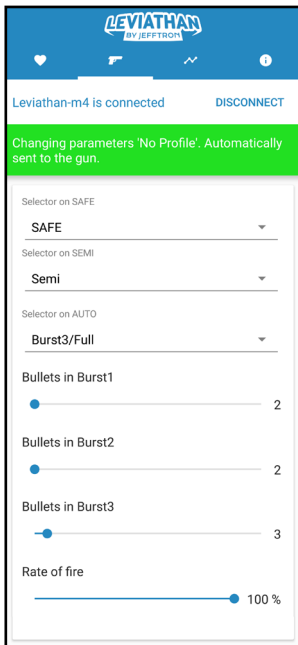 LEVIATHAN
BY JEFFTRON
Leviathan-m4 is connected DISCONNECT
Changing parameters 'No Profile'. Automatically
sent to the gun.
Selector on SAFE
SAFE
Selector on SEMI
Semi
Selector on AUTO
Burst3/Full
Bullets in Burst1
2
Bullets in Burst2
2
Bullets in Burst3
3
Rate of fire
100 %